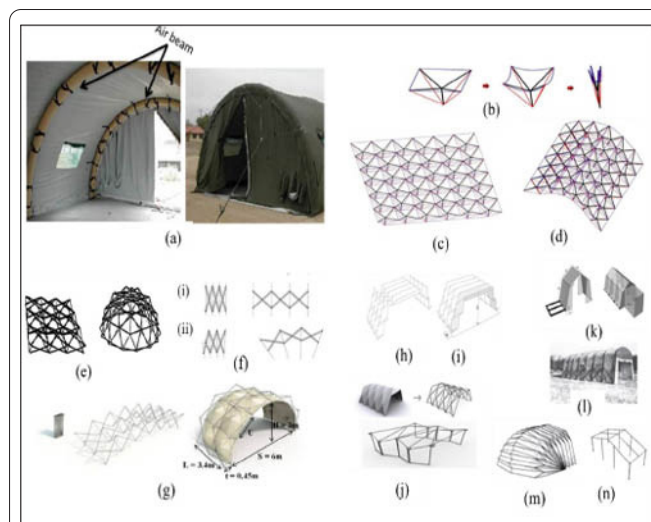 Air beam
(a)
(b)
(c)
(d)
(e)
(i)
(ii)
(f)
(g)
L = 3.4m
t = 0.45m
S = 6m
(h)
(i)
(j)
(k)
(l)
(m)
(n)